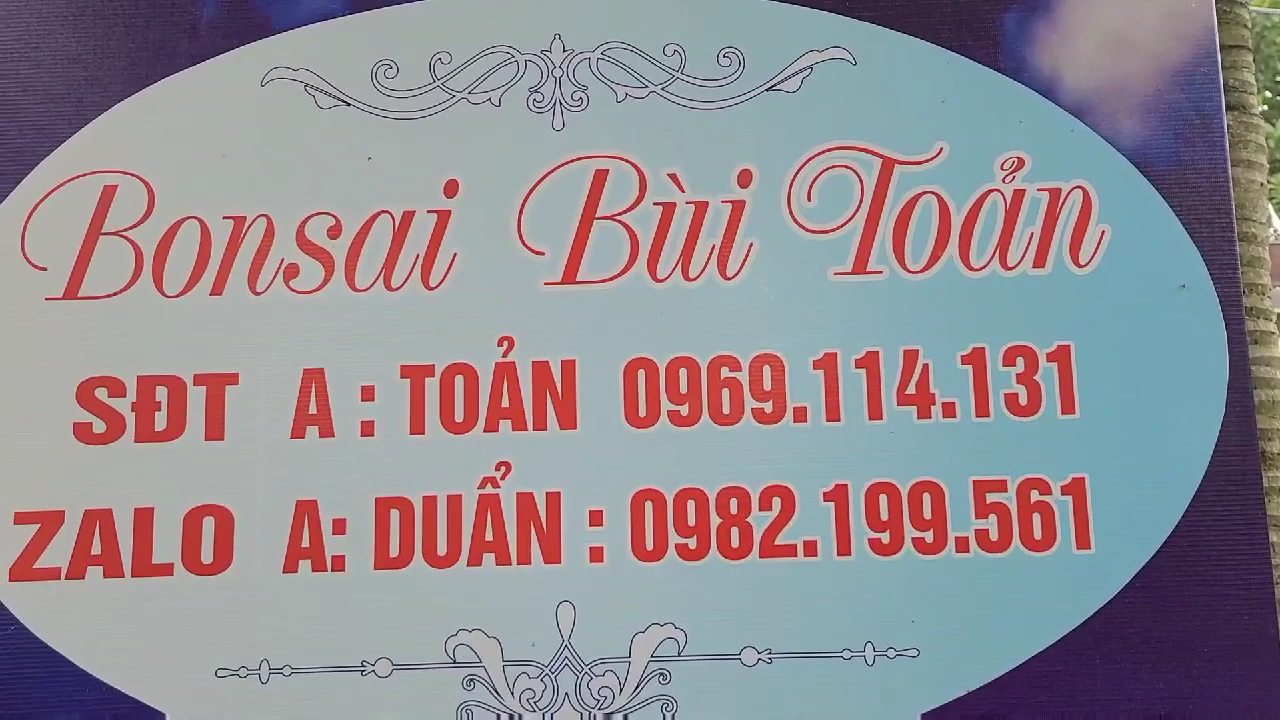 Bonsai Bùi Toản
SĐT A : TOẢN 0969.114.131
ZALO A: DUẨN : 0982.199.561